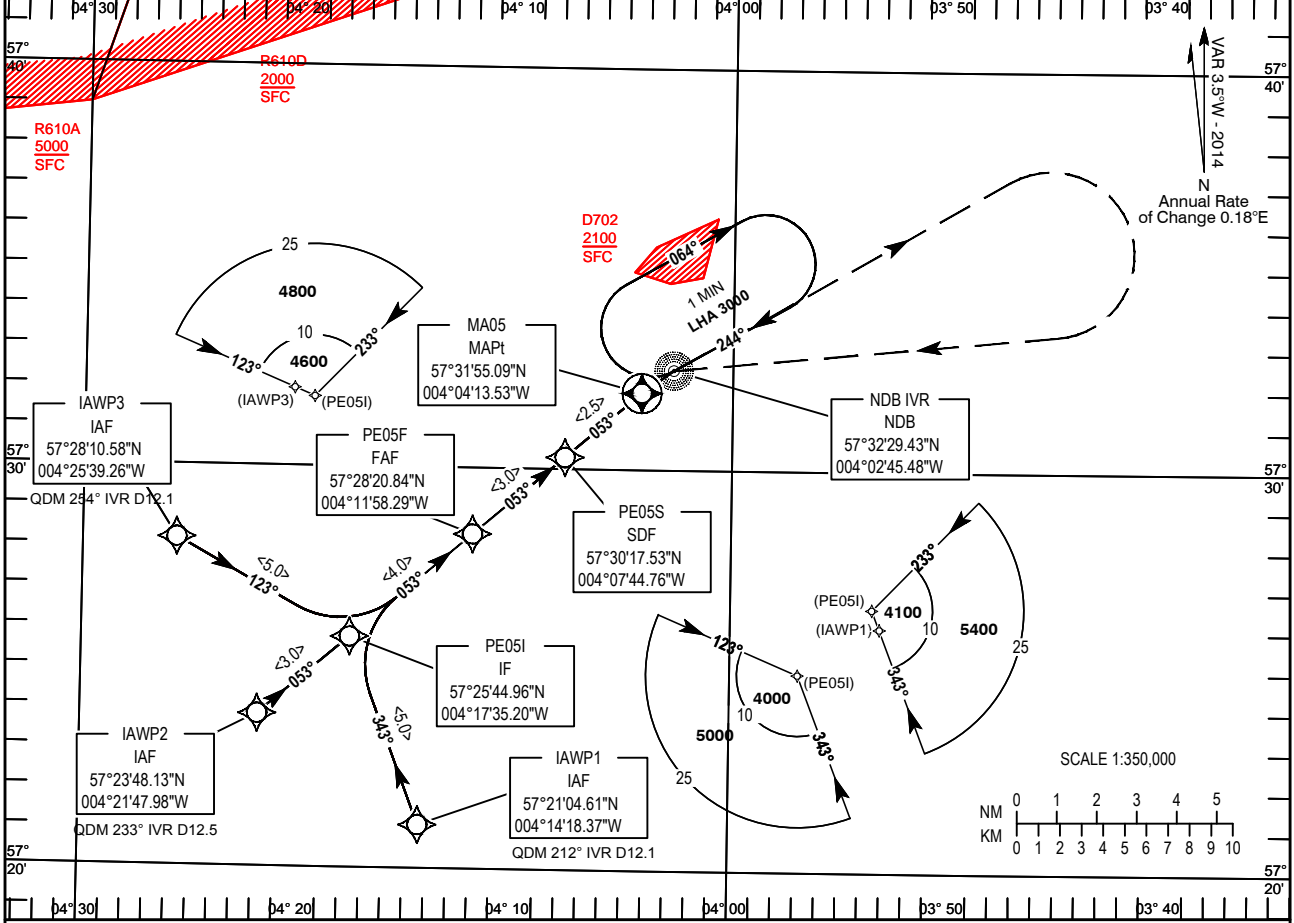 04° 30'
04° 20'
04° 10'
04° 00'
03° 50'
03° 40'
57°
40'
57°
40'
VAR 3.5°W - 2014
N
Annual Rate
of Change 0.18°E
R610D
2000
SFC
R610A
5000
SFC
D702
2100
SFC
064°
1 MIN
LHA 3000
244°
25
4800
10
4600
123°
233°
(IAWP3)
(PE05I)
MA05
MAPt
57°31'55.09"N
004°04'13.53"W
NDB IVR
NDB
57°32'29.43"N
004°02'45.48"W
IAWP3
IAF
57°28'10.58"N
004°25'39.26"W
QDM 254° IVR D12.1
PE05F
FAF
57°28'20.84"N
004°11'58.29"W
<2.5>
053°
<3.0>
053°
57°
30'
57°
30'
PE05S
SDF
57°30'17.53"N
004°07'44.76"W
<5.0>
123°
<4.0>
053°
<3.0>
053°
PE05I
IF
57°25'44.96"N
004°17'35.20"W
343°
<5.0>
IAWP2
IAF
57°23'48.13"N
004°21'47.98"W
QDM 233° IVR D12.5
IAWP1
IAF
57°21'04.61"N
004°14'18.37"W
QDM 212° IVR D12.1
123°
(PE05I)
4000
10
5000
343°
25
233°
(PE05I)
4100
(IAWP1)
10
5400
25
343°
SCALE 1:350,000
NM 0 1 2 3 4 5
KM 0 1 2 3 4 5 6 7 8 9 10
57°
20'
57°
20'
04° 30'
04° 20'
04° 10'
04° 00'
03° 50'
03° 40'